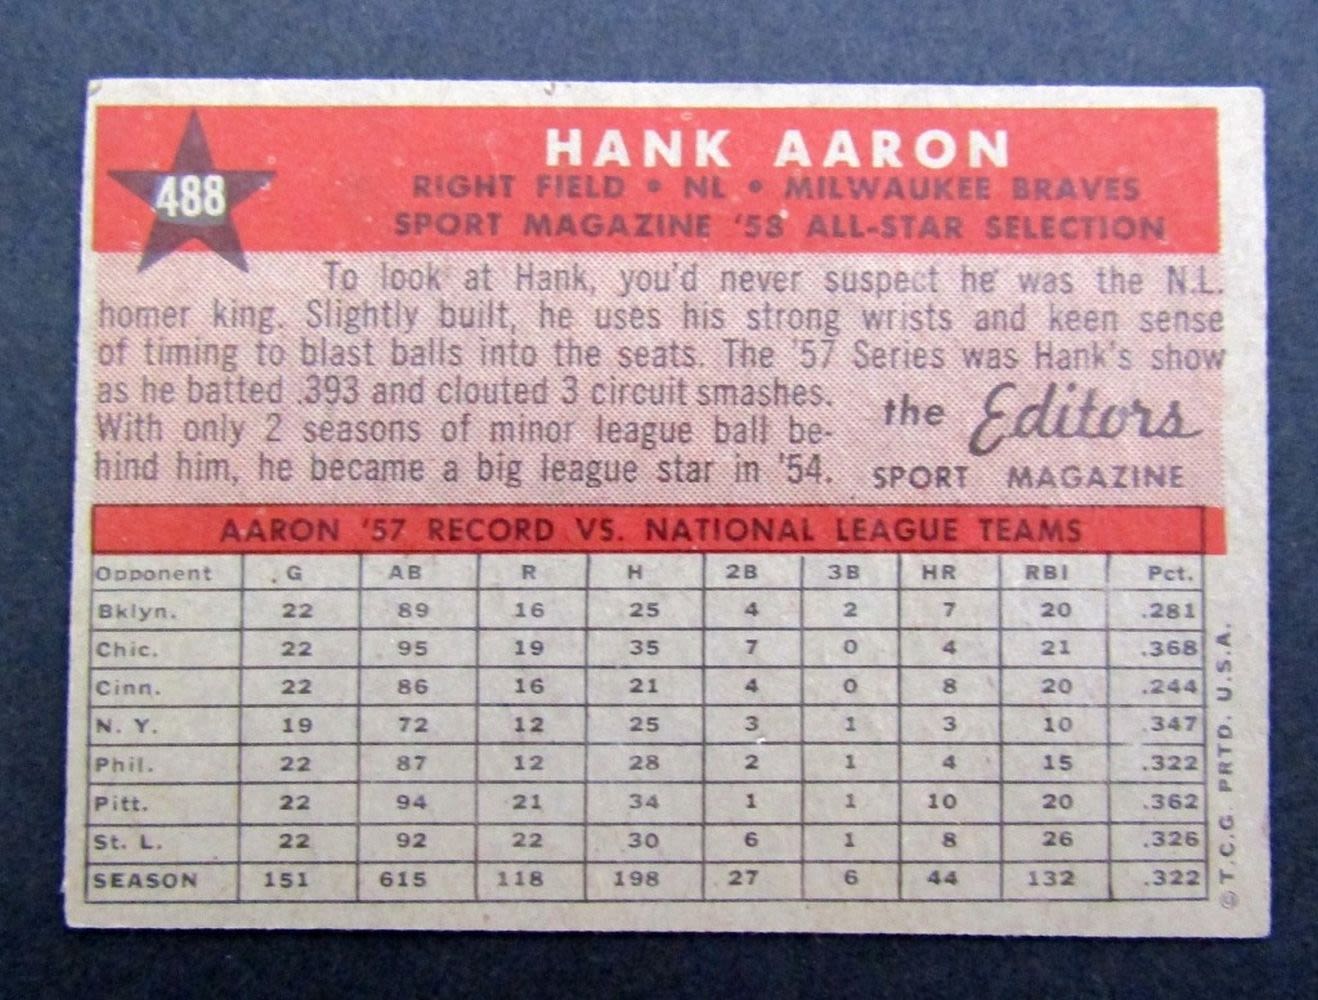 488
HANK AARON
RIGHT FIELD • NL • MILWAUKEE BRAVES
SPORT MAGAZINE '58 ALL-STAR SELECTION
To look at Hank, you'd never suspect he was the N.L.
homer king. Slightly built, he uses his strong wrists and keen sense
of timing to blast balls into the seats. The '57 Series was Hank's show
as he batted .393 and clouted 3 circuit smashes.
With only 2 seasons of minor league ball be-
hind him, he became a big league star in '54.
the Editors
SPORT MAGAZINE
AARON '57 RECORD VS. NATIONAL LEAGUE TEAMS
Opponent G AB R H 2B 3B HR RBI Pct.
Bklyn. 22 89 16 25 4 2 7 20 .281
Chic. 22 95 19 35 7 0 4 21 .368
Cinn. 22 86 16 21 4 0 8 20 .244
N. Y. 19 72 12 25 3 1 3 10 .347
Phil. 22 87 12 28 2 1 4 15 .322
Pitt. 22 94 21 34 1 1 10 20 .362
St. L. 22 92 22 30 6 1 8 26 .326
SEASON 151 615 118 198 27 6 44 132 .322
© T.C.G. PRTD. U.S.A.